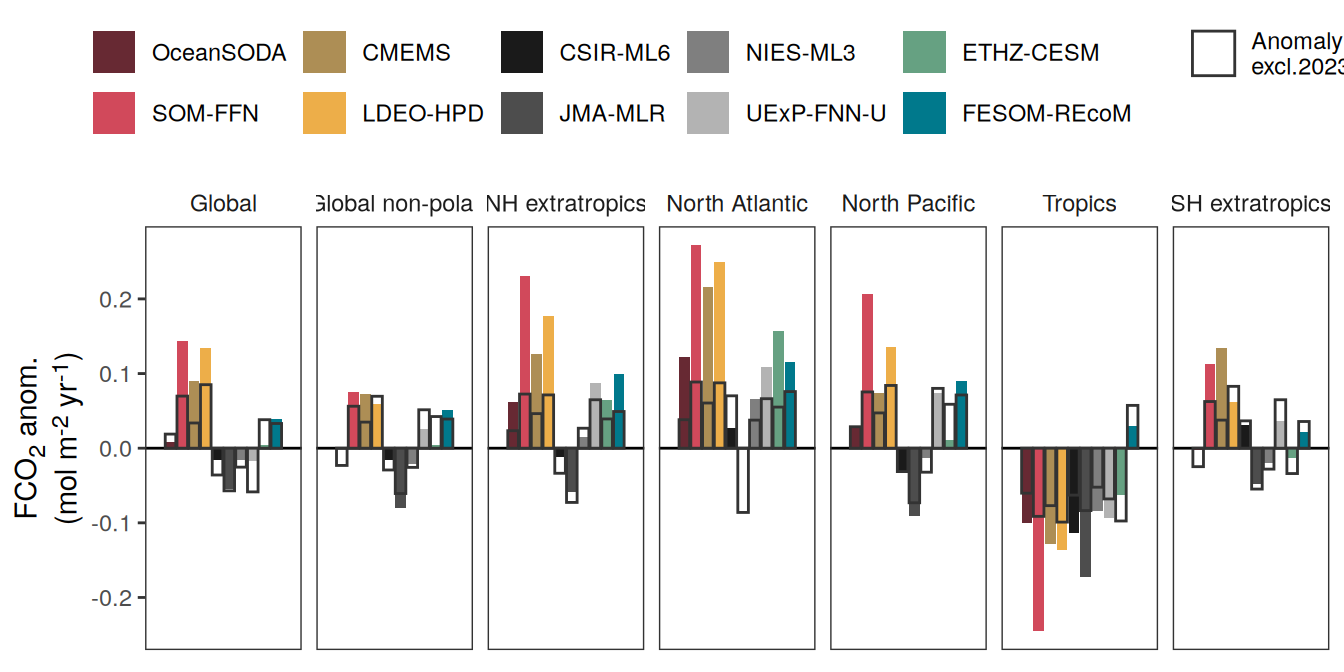 OceanSODA CMEMS CSIR-ML6 NIES-ML3 ETHZ-CESM Anomaly
excl.2023
SOM-FFN LDEO-HPD JMA-MLR UExP-FNN-U FESOM-REcoM
Global Global non-pola NH extratropics North Atlantic North Pacific Tropics SH extratropics
FCO2 anom.
(mol m-2 yr-1)
0.2
0.1
0.0
-0.1
-0.2